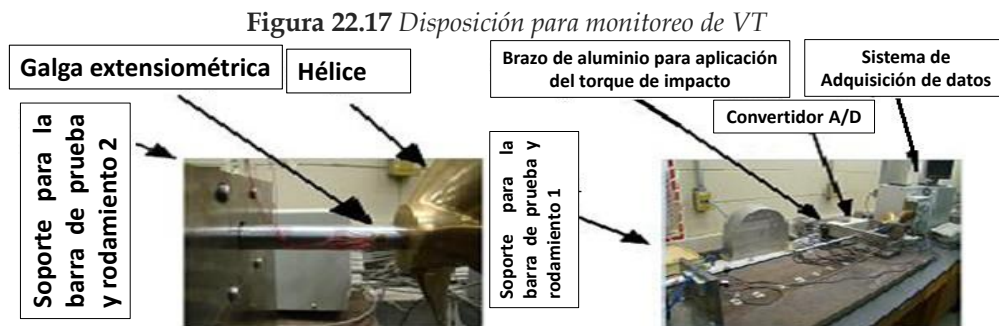 Figura 22.17 Disposición para monitoreo de VT
Galga extensiométrica
Hélice
Brazo de aluminio para aplicación
del torque de impacto
Sistema de
Adquisición de datos
Convertidor A/D
Soporte para la
barra de prueba
y rodamiento 2
Soporte para la
barra de prueba y
rodamiento 1